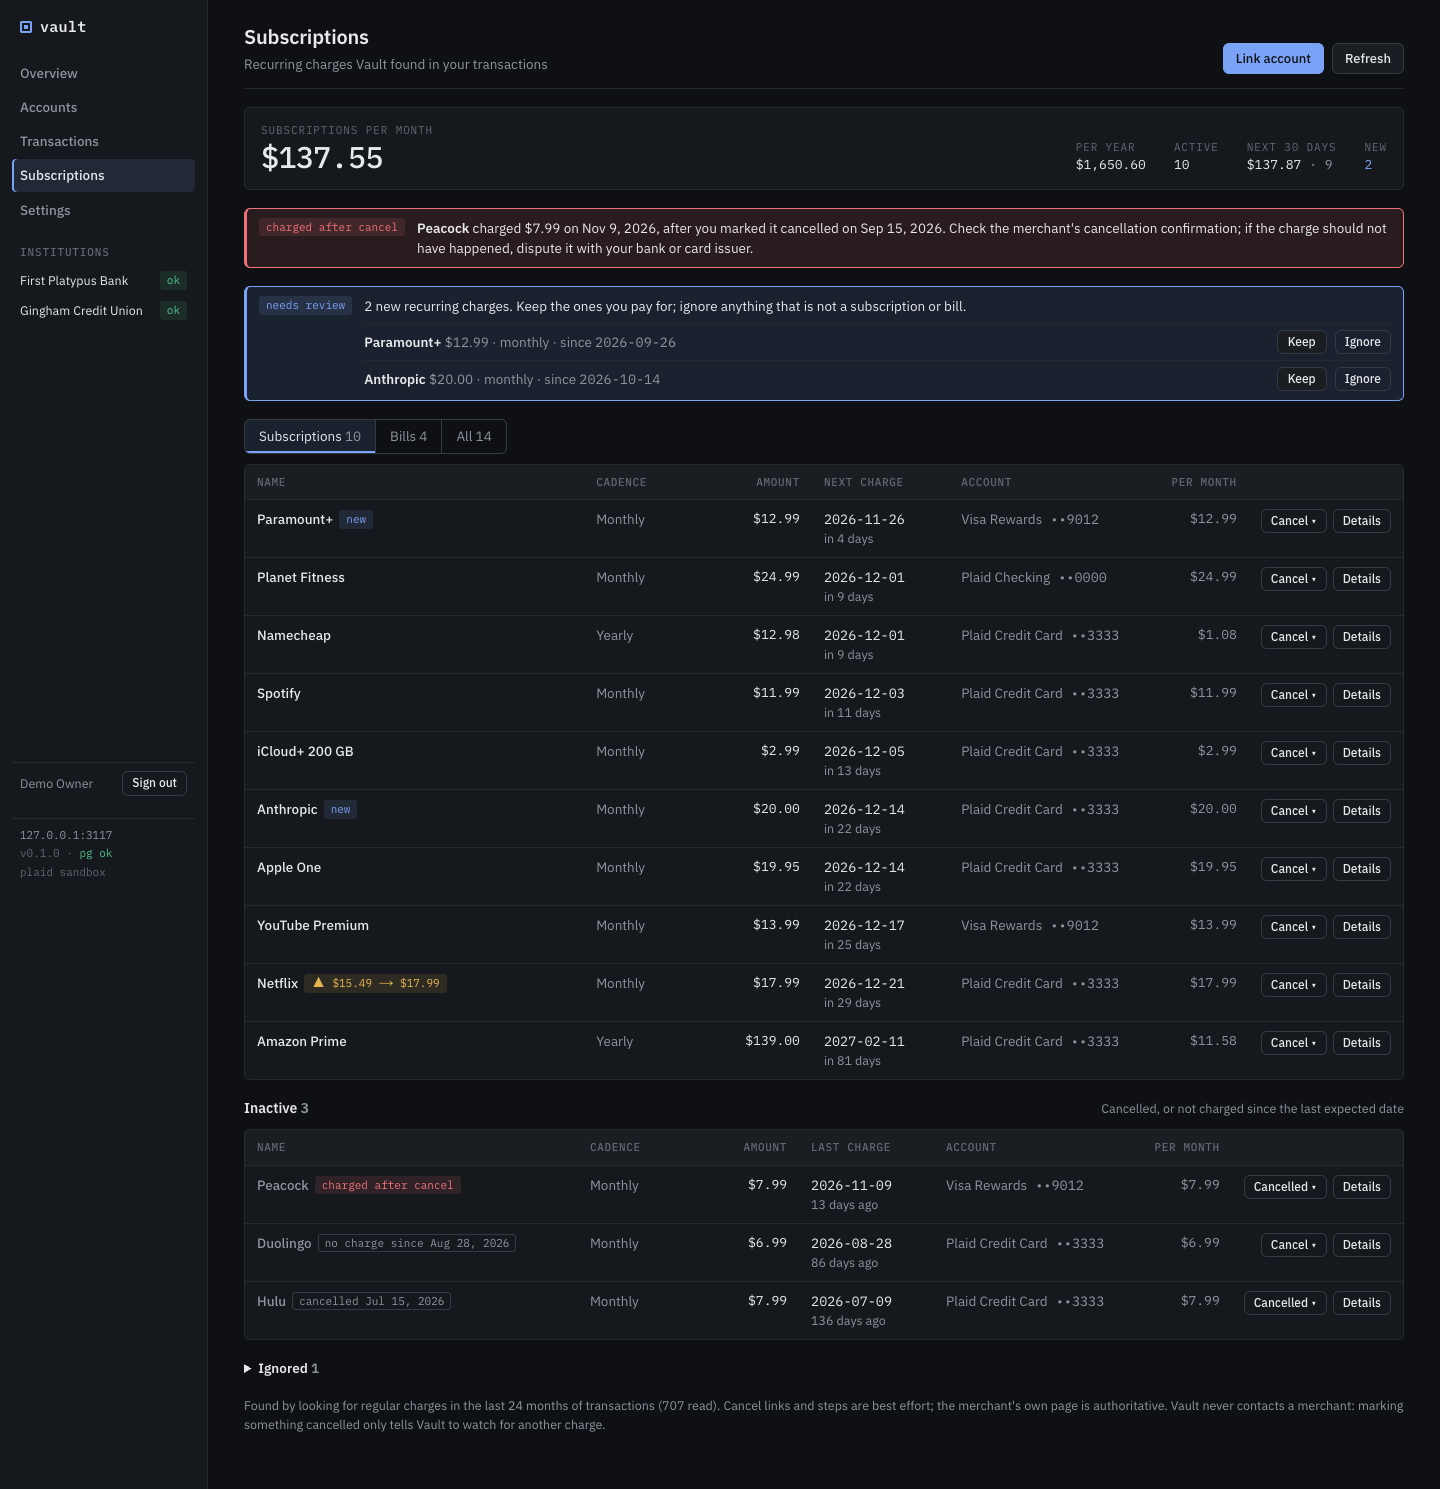 vault
Overview
Accounts
Transactions
Subscriptions
Settings
INSTITUTIONS
First Platypus Bank ok
Gingham Credit Union ok
Demo Owner Sign out
127.0.0.1:3117
v0.1.0 · pg ok
plaid sandbox
Subscriptions
Recurring charges Vault found in your transactions
Link account Refresh
SUBSCRIPTIONS PER MONTH
$137.55
PER YEAR ACTIVE NEXT 30 DAYS NEW
$1,650.60 10 $137.87 · 9 2
charged after cancel Peacock charged $7.99 on Nov 9, 2026, after you marked it cancelled on Sep 15, 2026. Check the merchant's cancellation confirmation; if the charge should not
have happened, dispute it with your bank or card issuer.
needs review 2 new recurring charges. Keep the ones you pay for; ignore anything that is not a subscription or bill.
Paramount+ $12.99 · monthly · since 2026-09-26 Keep Ignore
Anthropic $20.00 · monthly · since 2026-10-14 Keep Ignore
Subscriptions 10 Bills 4 All 14
NAME CADENCE AMOUNT NEXT CHARGE ACCOUNT PER MONTH
Paramount+ new Monthly $12.99 2026-11-26 Visa Rewards ••9012 $12.99 Cancel ▾ Details
in 4 days
Planet Fitness Monthly $24.99 2026-12-01 Plaid Checking ••0000 $24.99 Cancel ▾ Details
in 9 days
Namecheap Yearly $12.98 2026-12-01 Plaid Credit Card ••3333 $1.08 Cancel ▾ Details
in 9 days
Spotify Monthly $11.99 2026-12-03 Plaid Credit Card ••3333 $11.99 Cancel ▾ Details
in 11 days
iCloud+ 200 GB Monthly $2.99 2026-12-05 Plaid Credit Card ••3333 $2.99 Cancel ▾ Details
in 13 days
Anthropic new Monthly $20.00 2026-12-14 Plaid Credit Card ••3333 $20.00 Cancel ▾ Details
in 22 days
Apple One Monthly $19.95 2026-12-14 Plaid Credit Card ••3333 $19.95 Cancel ▾ Details
in 22 days
YouTube Premium Monthly $13.99 2026-12-17 Visa Rewards ••9012 $13.99 Cancel ▾ Details
in 25 days
Netflix ▲ $15.49 → $17.99 Monthly $17.99 2026-12-21 Plaid Credit Card ••3333 $17.99 Cancel ▾ Details
in 29 days
Amazon Prime Yearly $139.00 2027-02-11 Plaid Credit Card ••3333 $11.58 Cancel ▾ Details
in 81 days
Inactive 3 Cancelled, or not charged since the last expected date
NAME CADENCE AMOUNT LAST CHARGE ACCOUNT PER MONTH
Peacock charged after cancel Monthly $7.99 2026-11-09 Visa Rewards ••9012 $7.99 Cancelled ▾ Details
13 days ago
Duolingo no charge since Aug 28, 2026 Monthly $6.99 2026-08-28 Plaid Credit Card ••3333 $6.99 Cancel ▾ Details
86 days ago
Hulu cancelled Jul 15, 2026 Monthly $7.99 2026-07-09 Plaid Credit Card ••3333 $7.99 Cancelled ▾ Details
136 days ago
▶ Ignored 1
Found by looking for regular charges in the last 24 months of transactions (707 read). Cancel links and steps are best effort; the merchant's own page is authoritative. Vault never contacts a merchant: marking
something cancelled only tells Vault to watch for another charge.